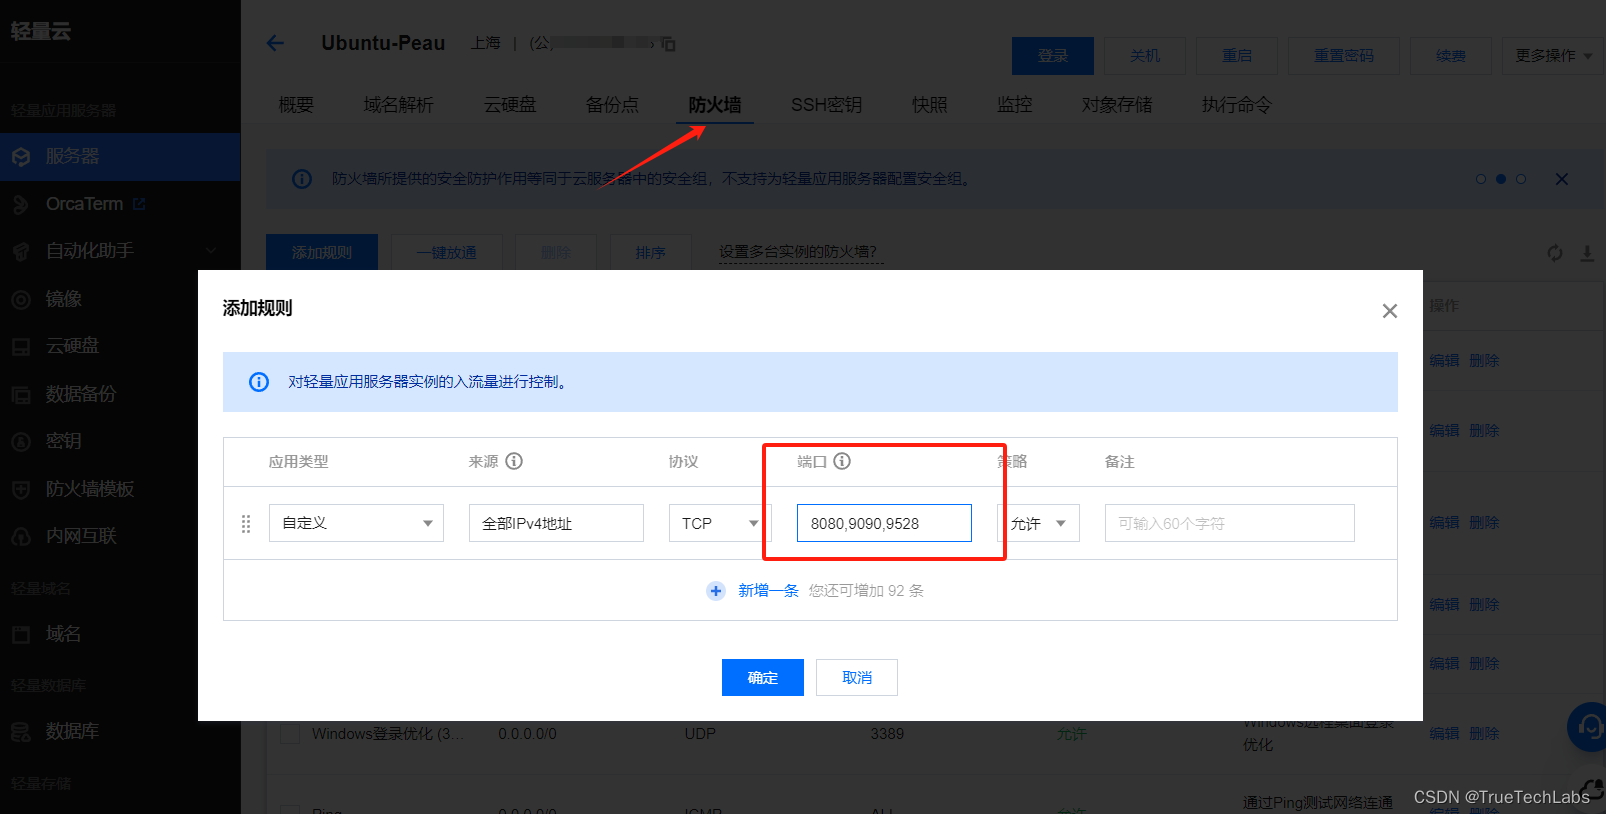 轻量云
Ubuntu-Peau 上海 | (公
登录 关机 重启 重置密码 续费 更多操作
概要 域名解析 云硬盘 备份点 防火墙 SSH密钥 快照 监控 对象存储 执行命令
轻量应用服务器
服务器
防火墙所提供的安全防护作用等同于云服务器中的安全组，不支持为轻量应用服务器配置安全组。
OrcaTerm
自动化助手
添加规则 一键放通 删除 排序 设置多台实例的防火墙?
镜像
云硬盘
数据备份
密钥
防火墙模板
内网互联
轻量域名
域名
轻量数据库
数据库
轻量存储
添加规则
对轻量应用服务器实例的入流量进行控制。
应用类型 来源 协议 端口 策略 备注
自定义 全部IPv4地址 TCP 8080,9090,9528 允许 可输入60个字符
新增一条 您还可增加 92 条
确定 取消
操作
编辑 删除
编辑 删除
编辑 删除
编辑 删除
编辑 删除
Windows登录优化 (3... 0.0.0.0/0 UDP 3389 允许 Windows远程桌面登录
优化
编辑 删除
Ping 0.0.0.0/0 ICMP ALL 允许 通过Ping测试网络连通
编辑 删除
CSDN @TrueTechLabs